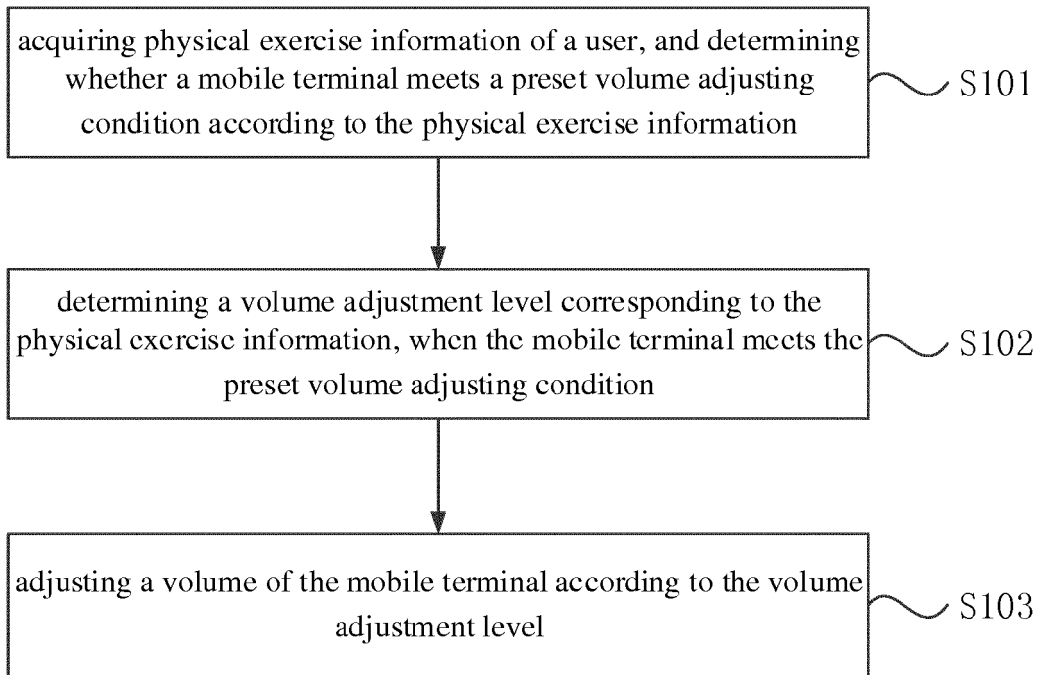 acquiring physical exercise information of a user, and determining
whether a mobile terminal meets a preset volume adjusting
condition according to the physical exercise information
S101
determining a volume adjustment level corresponding to the
physical exercise information, when the mobile terminal meets the
preset volume adjusting condition
S102
adjusting a volume of the mobile terminal according to the volume
adjustment level
S103